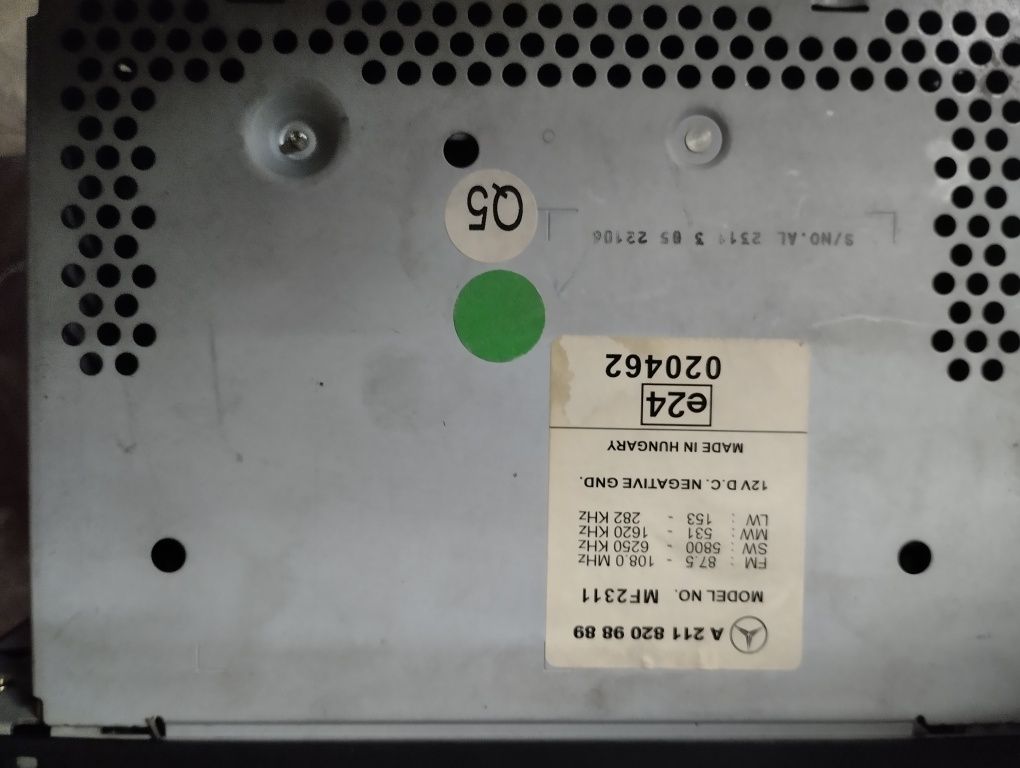 A 211 820 98 89
MODEL NO. MF2311
FM : 87.5 - 108.0 MHz
SW : 5800 - 6250 KHz
MW : 531 - 1620 KHz
LW : 153 - 282 KHz
12V D.C. NEGATIVE GND.
MADE IN HUNGARY
e24
020462
S/NO.AL 2311 3 05 22106
Q5